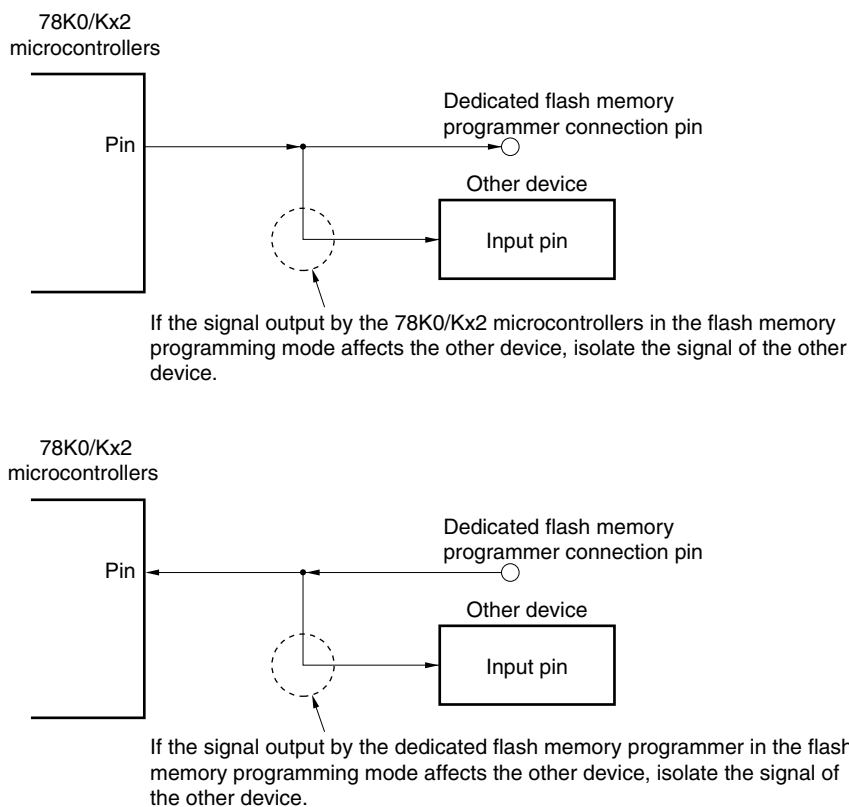 78K0/Kx2
microcontrollers
Pin
Dedicated flash memory
programmer connection pin
Other device
Input pin
If the signal output by the 78K0/Kx2 microcontrollers in the flash memory
programming mode affects the other device, isolate the signal of the other
device.
78K0/Kx2
microcontrollers
Pin
Dedicated flash memory
programmer connection pin
Other device
Input pin
If the signal output by the dedicated flash memory programmer in the flash
memory programming mode affects the other device, isolate the signal of
the other device.